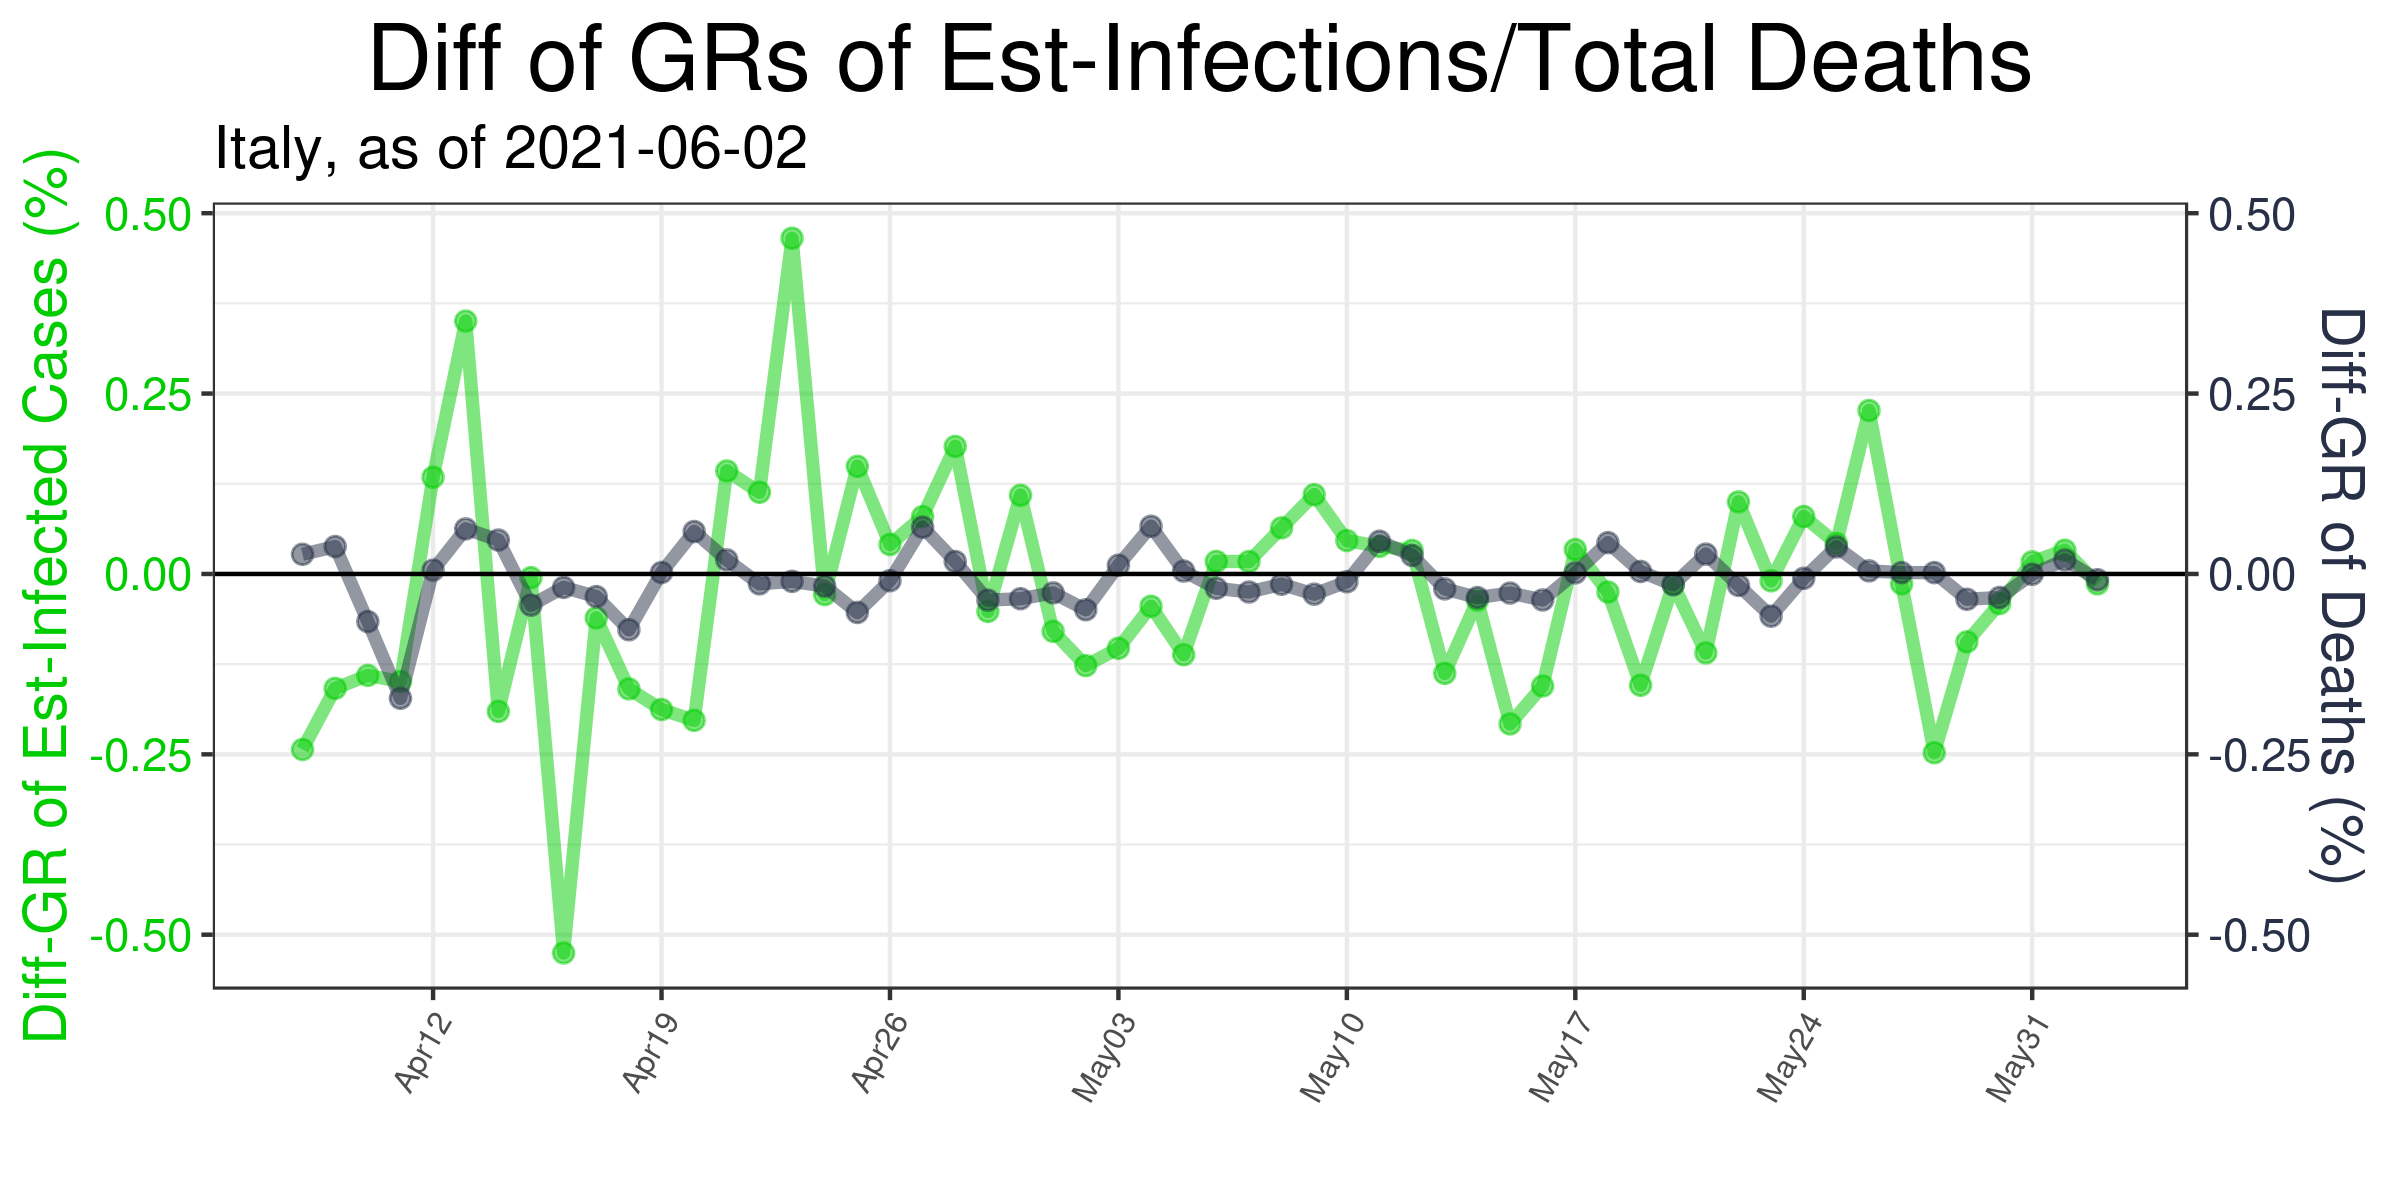 Diff of GRs of Est-Infections/Total Deaths
Italy, as of 2021-06-02
Diff-GR of Est-Infected Cases (%)
0.50
0.25
0.00
-0.25
-0.50
0.50
0.25
0.00
-0.25
-0.50
Diff-GR of Deaths (%)
Apr12
Apr19
Apr26
May03
May10
May17
May24
May31